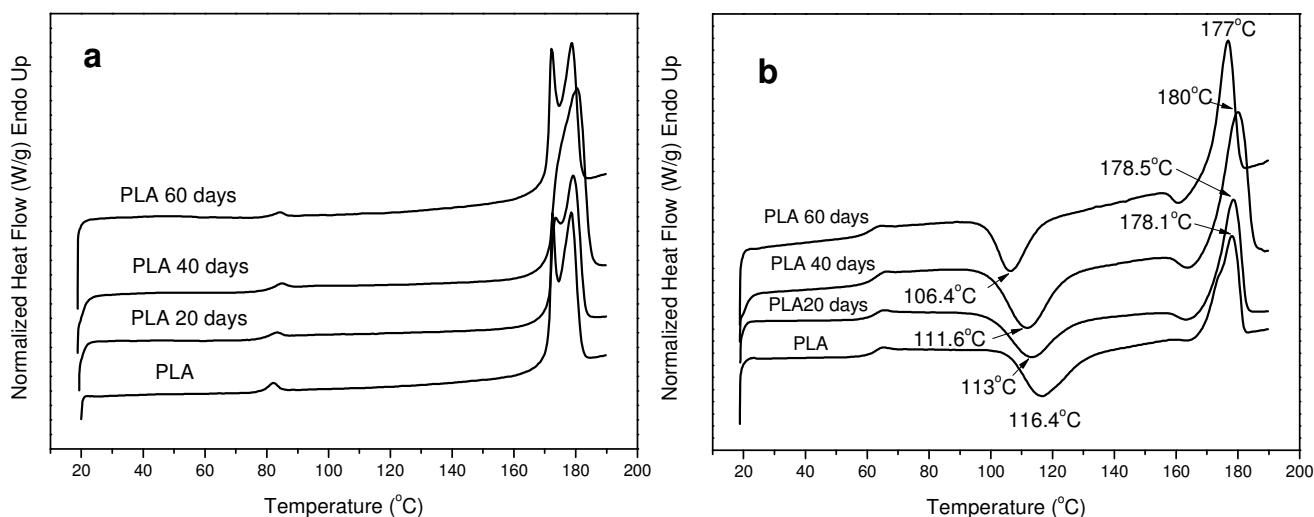 a
Normalized Heat Flow (W/g) Endo Up
PLA 60 days
PLA 40 days
PLA 20 days
PLA
20 40 60 80 100 120 140 160 180 200
Temperature (°C)
b
Normalized Heat Flow (W/g) Endo Up
177°C
180°C
178.5°C
178.1°C
PLA 60 days
PLA 40 days
PLA20 days
PLA
106.4°C
111.6°C
113°C
116.4°C
20 40 60 80 100 120 140 160 180 200
Temperature (°C)